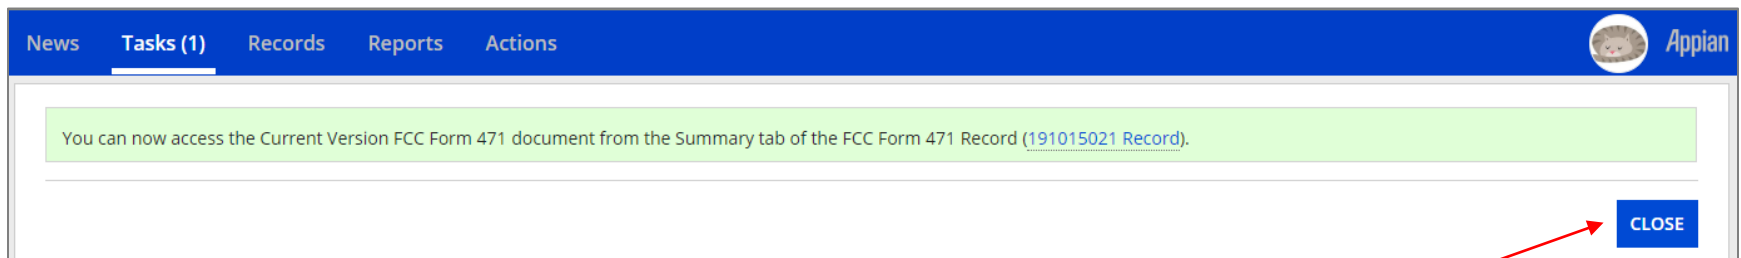 News Tasks (1) Records Reports Actions Appian
You can now access the Current Version FCC Form 471 document from the Summary tab of the FCC Form 471 Record (191015021 Record).
CLOSE